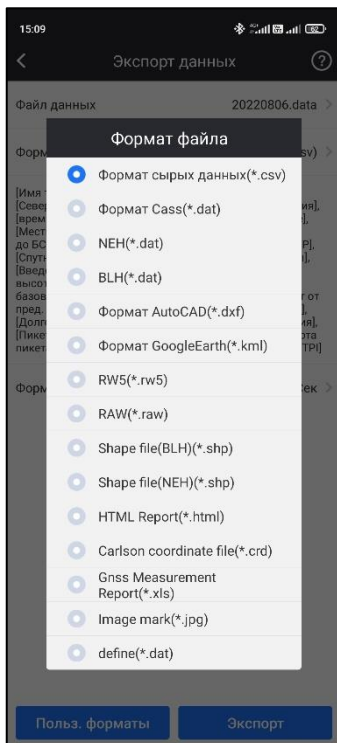 15:09
62
Экспорт данных
?
Файл данных 20220806.data
Формат файла
Формат сырых данных(*.csv)
Формат Cass(*.dat)
NEH(*.dat)
BLH(*.dat)
Формат AutoCAD(*.dxf)
Формат GoogleEarth(*.kml)
RW5(*.rw5)
RAW(*.raw)
Shape file(BLH)(*.shp)
Shape file(NEH)(*.shp)
HTML Report(*.html)
Carlson coordinate file(*.crd)
Gnss Measurement
Report(*.xls)
Image mark(*.jpg)
define(*.dat)
Польз. форматы
Экспорт